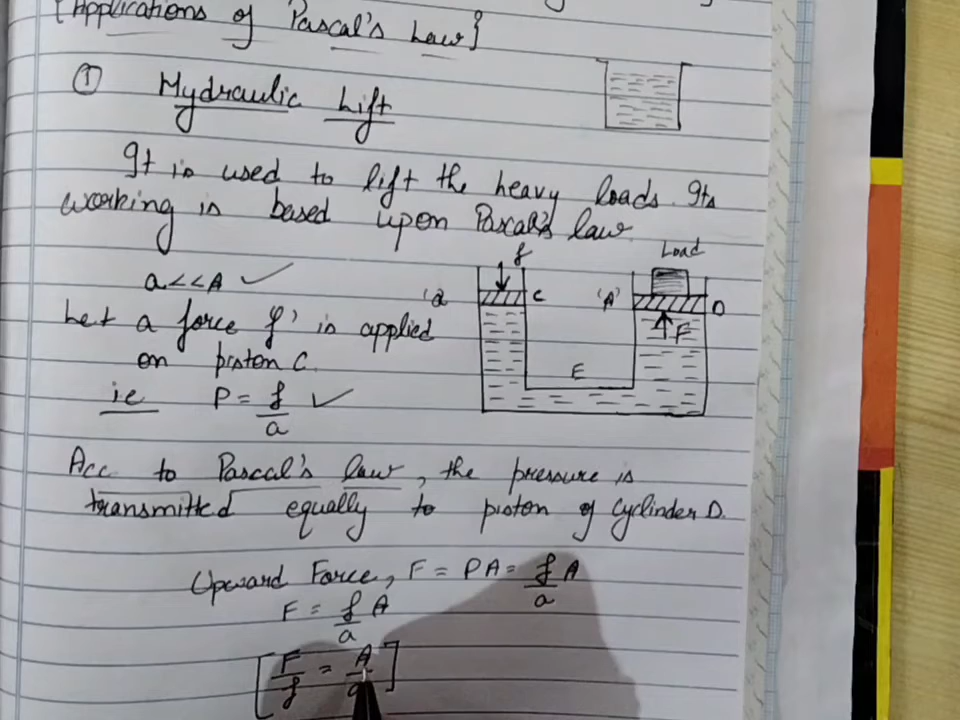 {Applications of Pascal's Law}
① Hydraulic Lift
It is used to lift the heavy loads. Its
working is based upon Pascal's law.
a<<A ✓
Let a force f' is applied
on piston C.
ie P = f/a ✓
f
Load
'a
C
'A'
D
F
E
Acc to Pascal's law, the pressure is
transmitted equally to piston of cylinder D.
Upward Force, F = PA = f/a A
F = f/a A
[F/f = A/a]